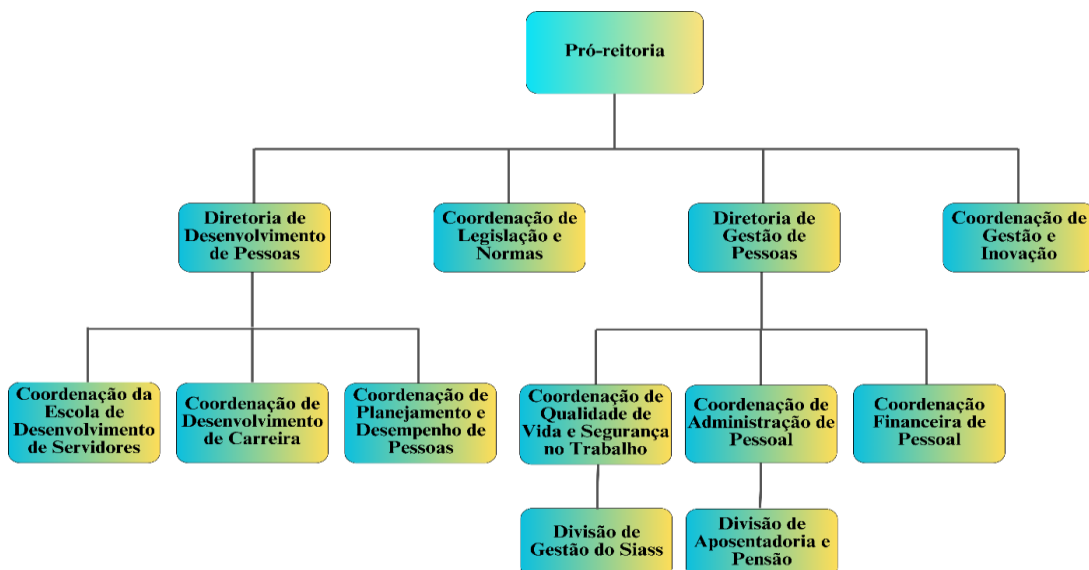 Pró-reitoria
Diretoria de
Desenvolvimento
de Pessoas
Coordenação de
Legislação e
Normas
Diretoria de
Gestão de
Pessoas
Coordenação de
Gestão e
Inovação
Coordenação da
Escola de
Desenvolvimento
de Servidores
Coordenação de
Desenvolvimento
de Carreira
Coordenação de
Planejamento e
Desempenho de
Pessoas
Coordenação de
Qualidade de
Vida e Segurança
no Trabalho
Coordenação de
Administração de
Pessoal
Coordenação
Financeira de
Pessoal
Divisão de
Gestão do Siass
Divisão de
Aposentadoria e
Pensão